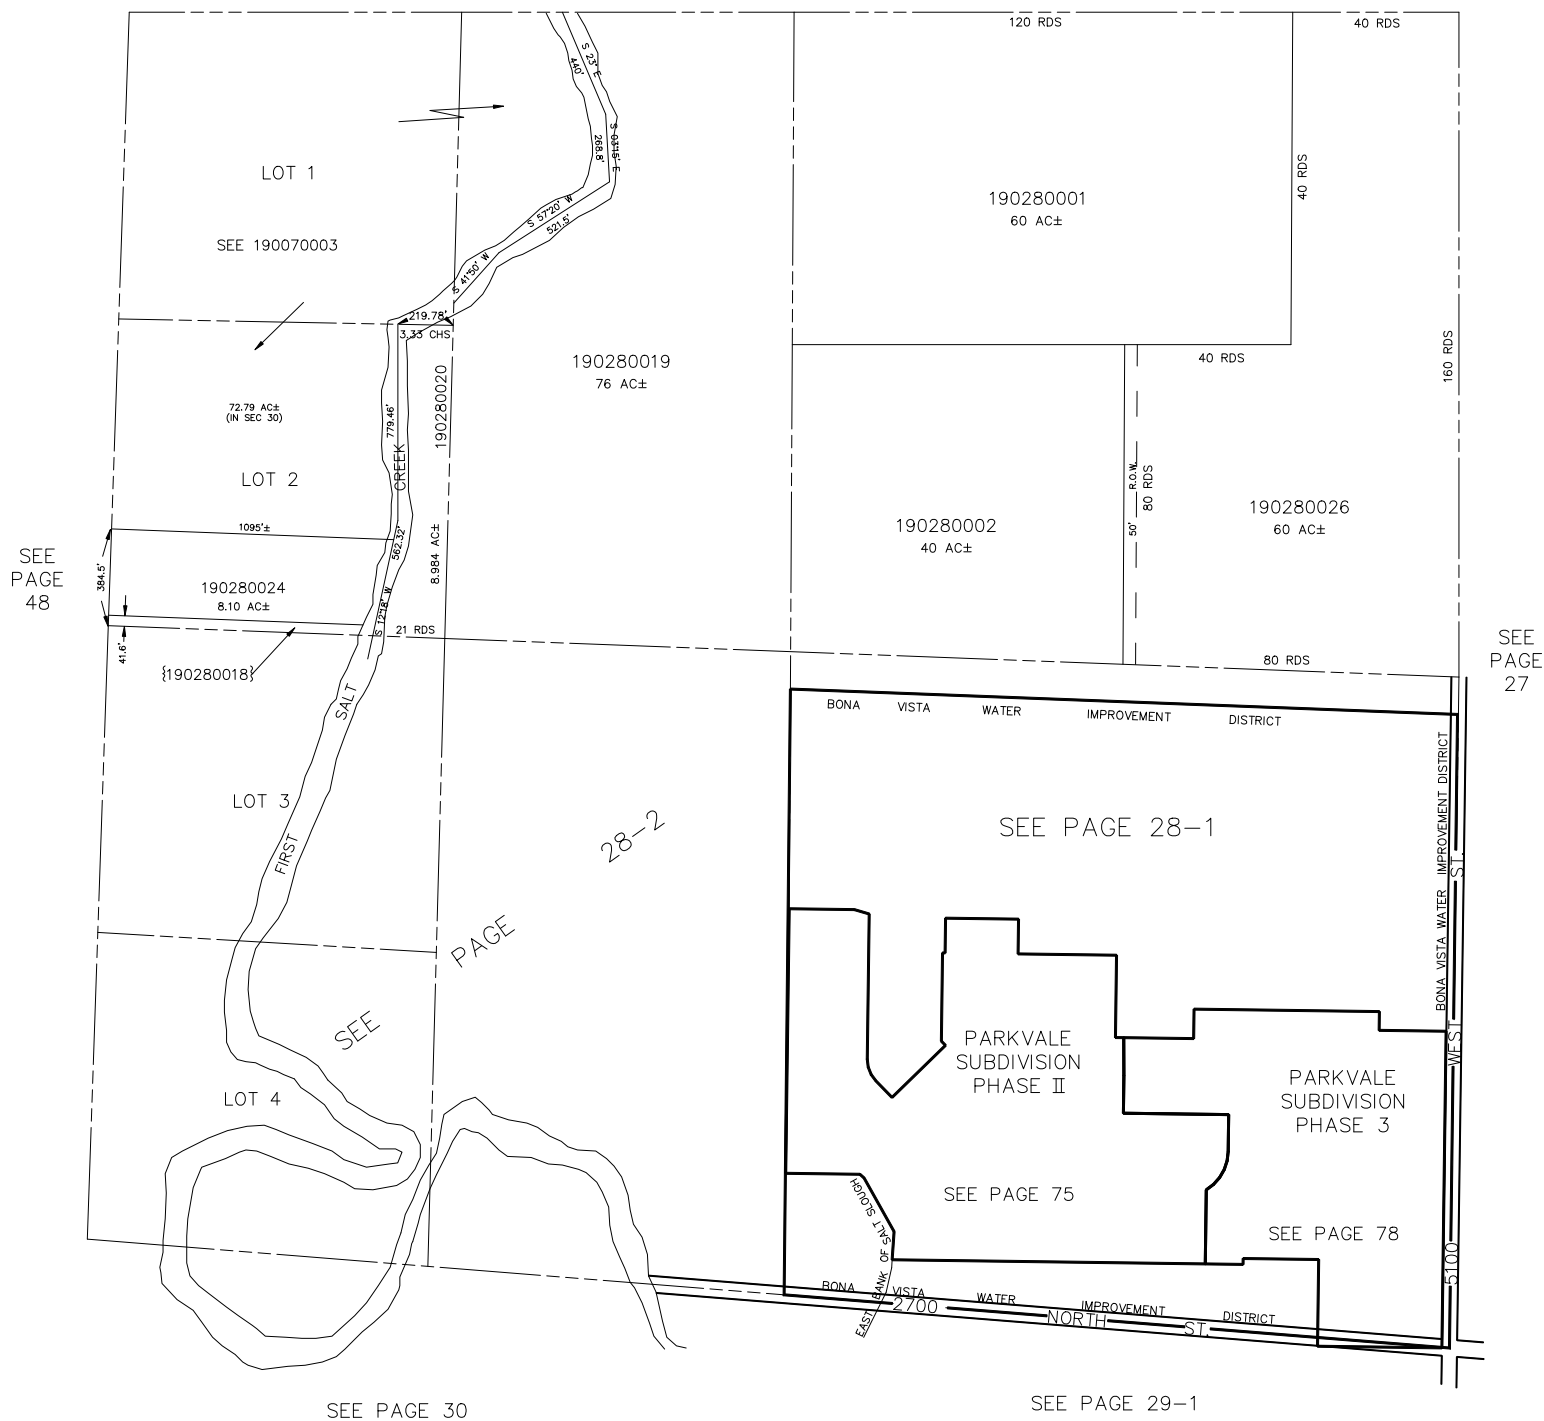 120 RDS
40 RDS
S 23° E
440'
S 03°15' E
268.8'
LOT 1
40 RDS
190280001
60 AC±
S 57°20' W
521.5'
SEE 190070003
S 41°50' W
219.78'
3.33 CHS
40 RDS
160 RDS
190280019
76 AC±
190280020
72.79 AC±
(IN SEC 30)
779.46'
CREEK
LOT 2
R.O.W.
50'
80 RDS
190280026
60 AC±
190280002
40 AC±
1095'±
562.32'
8.984 AC±
SEE
PAGE
48
384.5'
190280024
8.10 AC±
S 12°18' W
21 RDS
41.6'
{190280018}
80 RDS
SEE
PAGE
27
SALT
BONA VISTA WATER IMPROVEMENT DISTRICT
BONA VISTA WATER IMPROVEMENT DISTRICT
LOT 3
FIRST
28-2
PAGE
SEE
SEE PAGE 28-1
ST.
WEST
5100
PARKVALE
SUBDIVISION
PHASE II
PARKVALE
SUBDIVISION
PHASE 3
LOT 4
SEE PAGE 75
SEE PAGE 78
EAST BANK OF SALT SLOUGH
BONA VISTA WATER IMPROVEMENT DISTRICT
2700 NORTH ST.
SEE PAGE 30
SEE PAGE 29-1